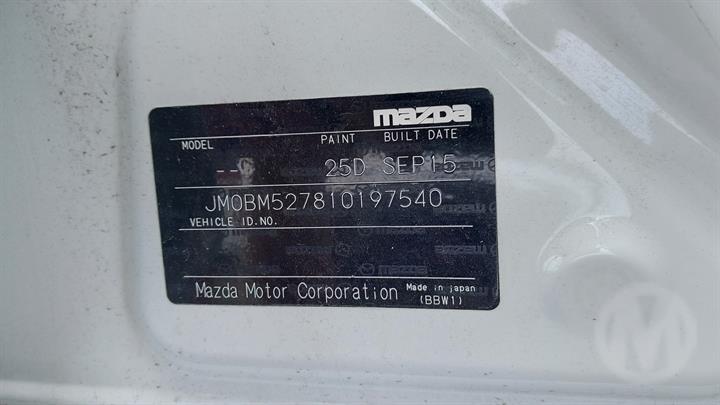 mazda
MODEL PAINT BUILT DATE
25D SEP15
JM0BM527810197540
VEHICLE ID.NO.
Mazda Motor Corporation Made in japan
(BBW1)
M